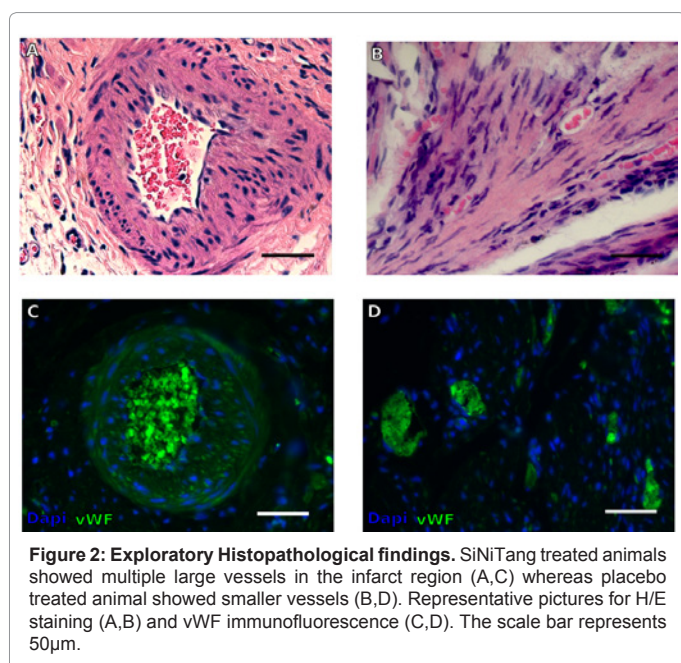 A
B
C
D
Dapi vWF
Dapi vWF
Figure 2: Exploratory Histopathological findings. SiNiTang treated animals
showed multiple large vessels in the infarct region (A,C) whereas placebo
treated animal showed smaller vessels (B,D). Representative pictures for H/E
staining (A,B) and vWF immunofluorescence (C,D). The scale bar represents
50µm.